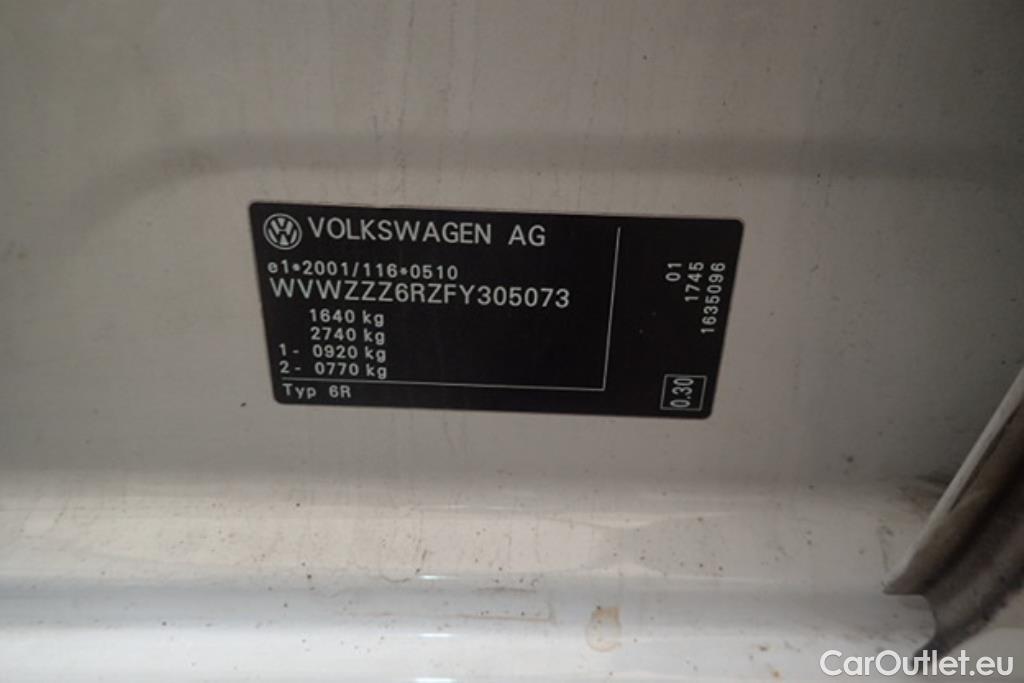 VOLKSWAGEN AG
e1*2001/116*0510
WVWZZZ6RZFY305073
1640 kg
2740 kg
1- 0920 kg
2- 0770 kg
Typ 6R
01
1745
1635096
0.30
CarOutlet.eu